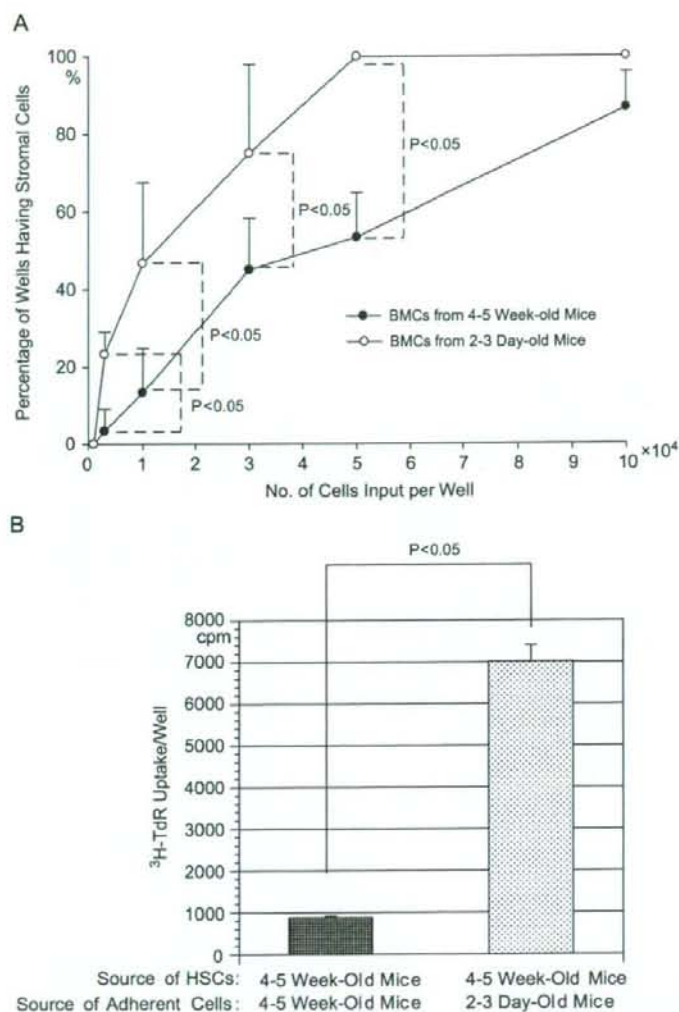 A
100
%
80
60
40
20
0
Percentage of Wells Having Stromal Cells
P<0.05
P<0.05
P<0.05
P<0.05
BMCs from 4-5 Week-old Mice
BMCs from 2-3 Day-old Mice
0 1 2 3 4 5 6 7 8 9 10 ×10⁴
No. of Cells Input per Well
B
P<0.05
8000
cpm
7000
6000
5000
4000
3000
2000
1000
0
³H-TdR Uptake/Well
Source of HSCs: 4-5 Week-Old Mice 4-5 Week-Old Mice
Source of Adherent Cells: 4-5 Week-Old Mice 2-3 Day-Old Mice